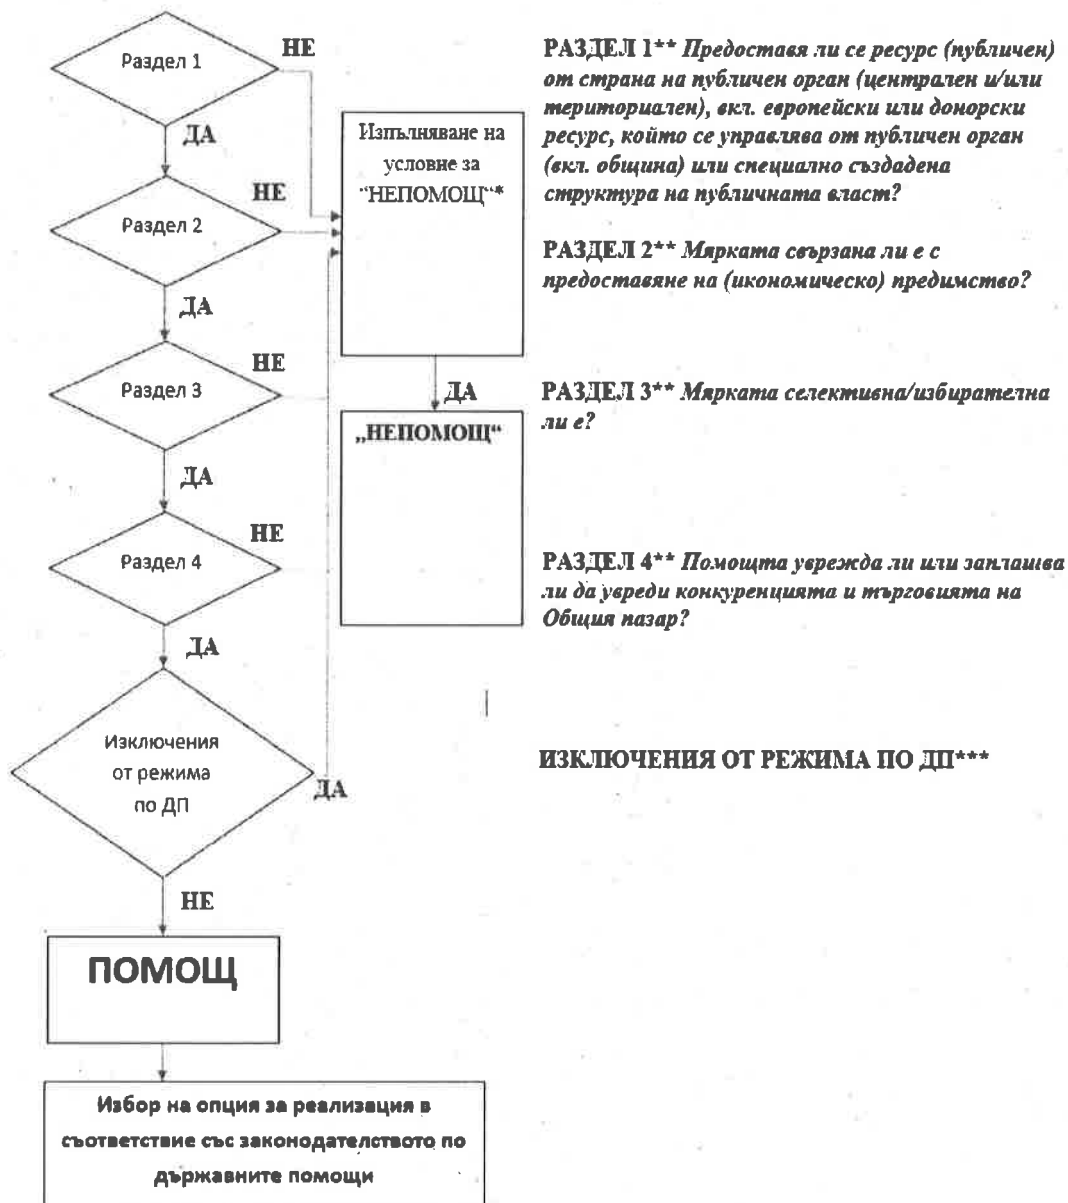 Раздел 1
НЕ
ДА
Раздел 2
НЕ
ДА
Раздел 3
НЕ
ДА
Раздел 4
НЕ
ДА
Изключения
от режима
по ДП
ДА
НЕ
ПОМОЩ
Избор на опция за реализация в
съответствие със законодателството по
държавните помощи
Изпълняване на
условие за
“НЕПОМОЩ“*
ДА
„НЕПОМОЩ“
РАЗДЕЛ 1** Предоставя ли се ресурс (публичен)
от страна на публичен орган (централен и/или
териториален), вкл. европейски или донорски
ресурс, който се управлява от публичен орган
(вкл. община) или специално създадена
структура на публичната власт?
РАЗДЕЛ 2** Мярката свързана ли е с
предоставяне на (икономическо) предимство?
РАЗДЕЛ 3** Мярката селективна/избирателна
ли е?
РАЗДЕЛ 4** Помощта уврежда ли или заплашва
ли да увреди конкуренцията и търговията на
Общия пазар?
ИЗКЛЮЧЕНИЯ ОТ РЕЖИМА ПО ДП***